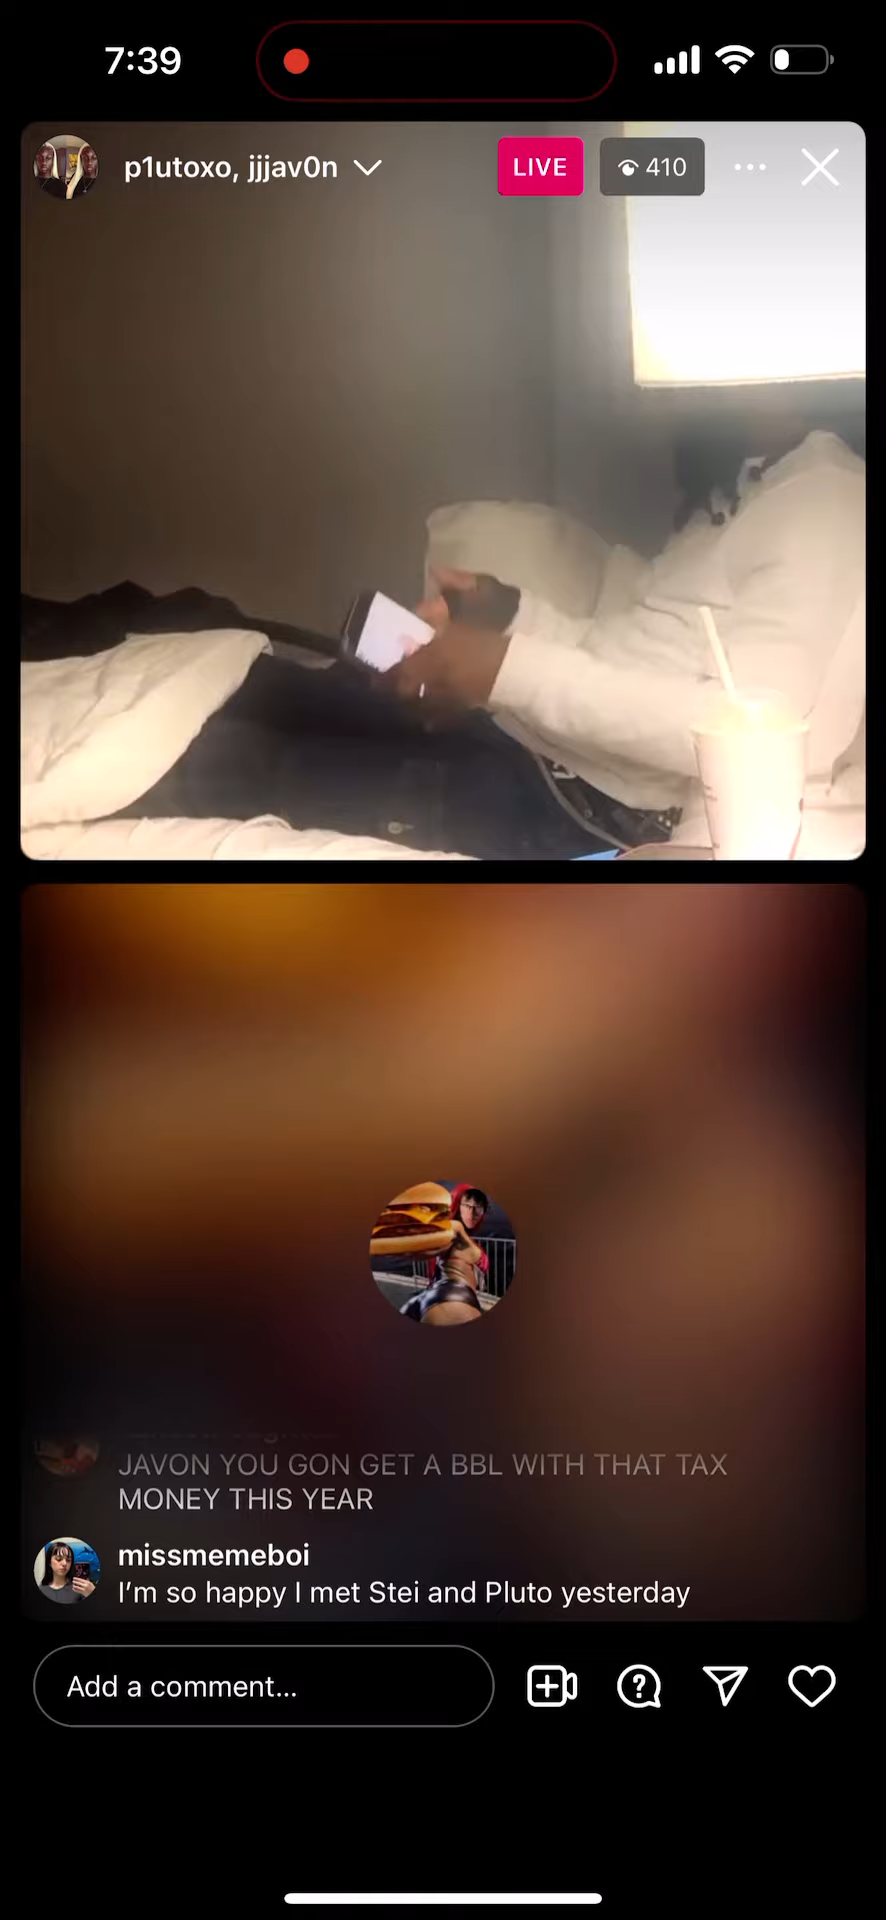 7:39
p1utoxo, jjjav0n
LIVE
410
JAVON YOU GON GET A BBL WITH THAT TAX
MONEY THIS YEAR
missmemeboi
I'm so happy I met Stei and Pluto yesterday
Add a comment...